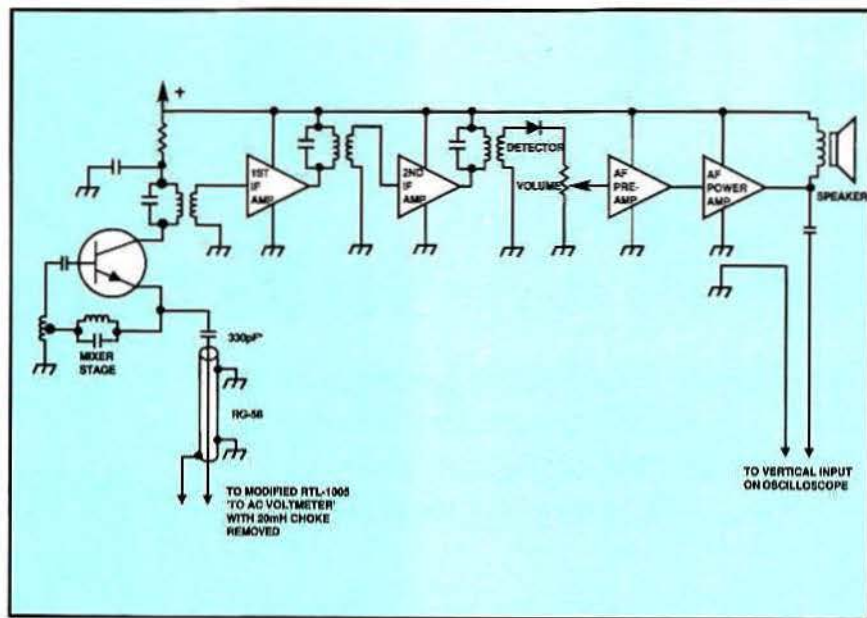 +
1ST
IF
AMP
2ND
IF
AMP
DETECTOR
VOLUME
AF
PRE-
AMP
AF
POWER
AMP
SPEAKER
MIXER
STAGE
330pF*
RG-58
TO MODIFIED RTL-1005
'TO AC VOLTMETER'
WITH 20mH CHOKE
REMOVED
TO VERTICAL INPUT
ON OSCILLOSCOPE